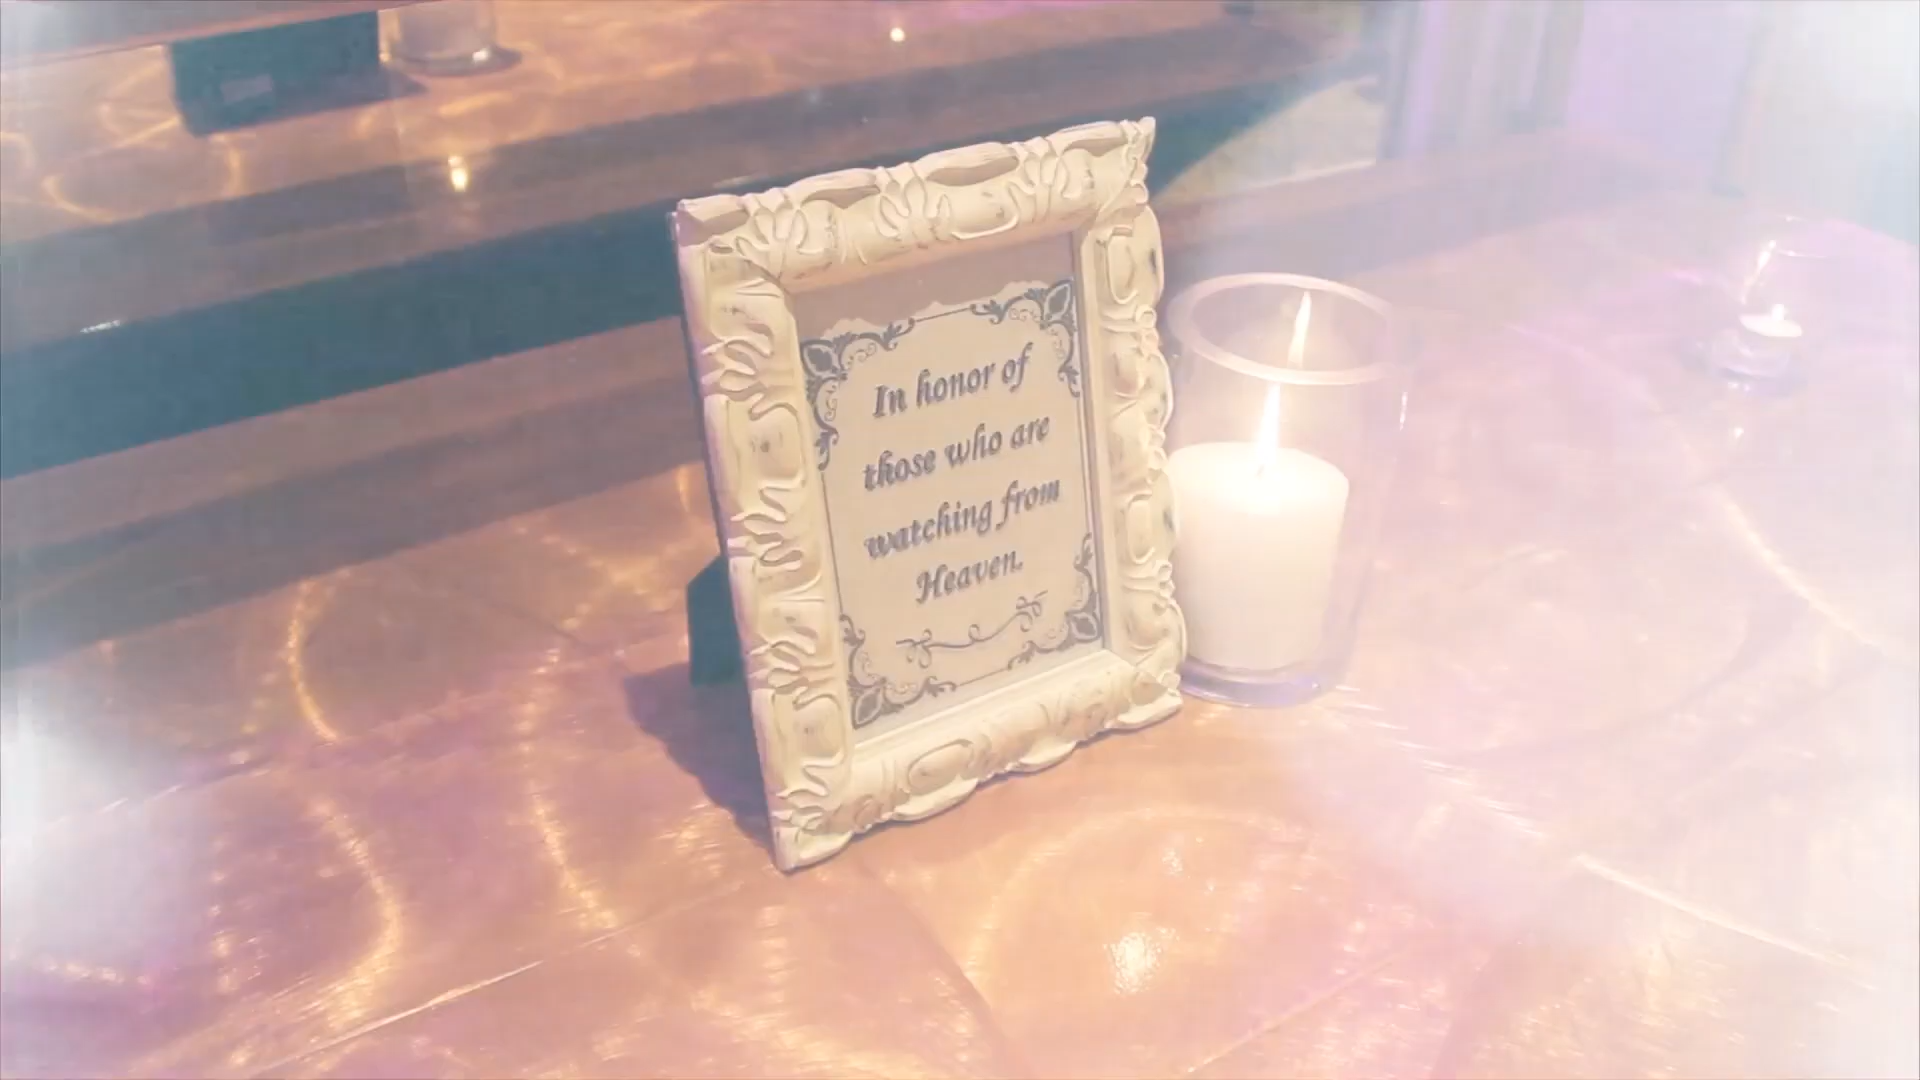 In honor of
those who are
watching from
Heaven.